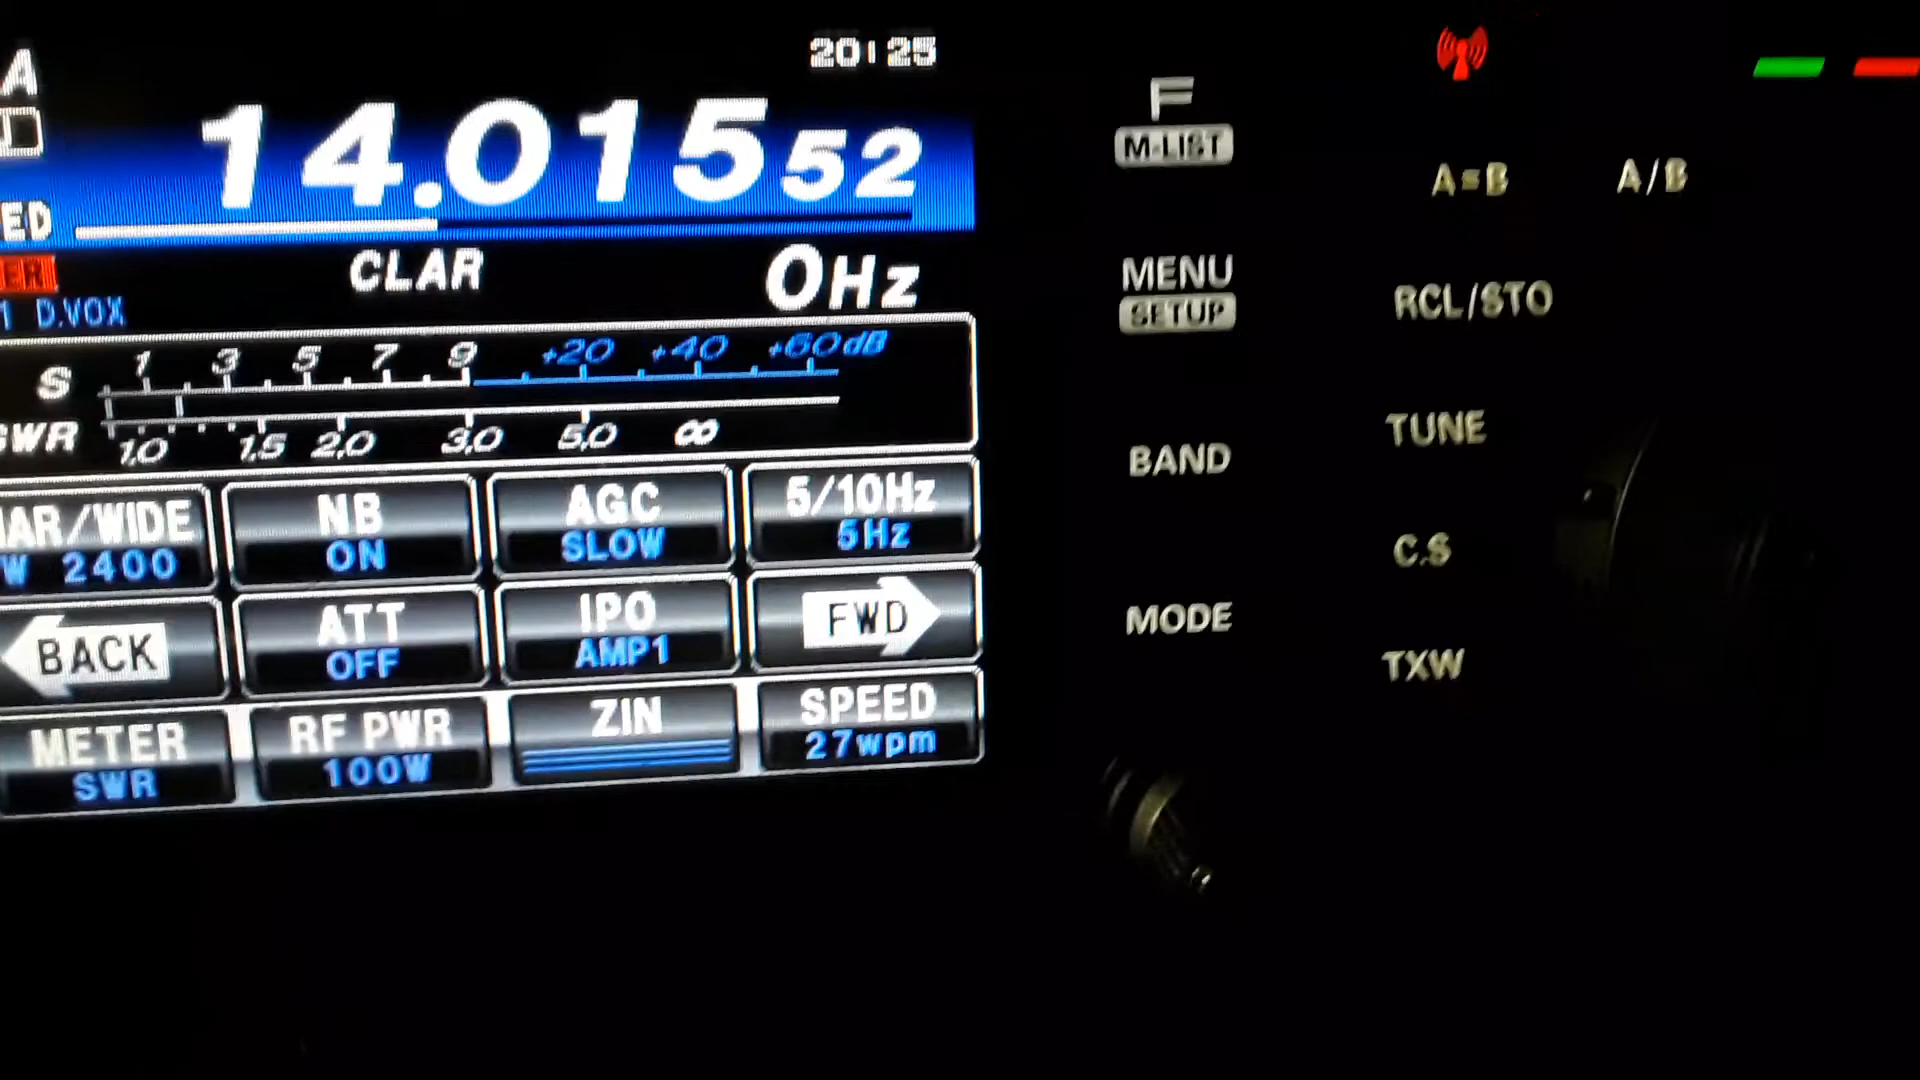 A
20:25
14.015 52
ED
CLAR 0Hz
D.VOX
S 1 3 5 7 9 +20 +40 +60dB
SWR 1.0 1.5 2.0 3.0 5.0 ∞
NAR/WIDE NB AGC 5/10Hz
W 2400 ON SLOW 5Hz
BACK ATT IPO FWD
OFF AMP1
METER RF PWR ZIN SPEED
SWR 100W 27wpm
F
M-LIST
MENU
SETUP
BAND
MODE
A=B A/B
RCL/STO
TUNE
C.S
TXW